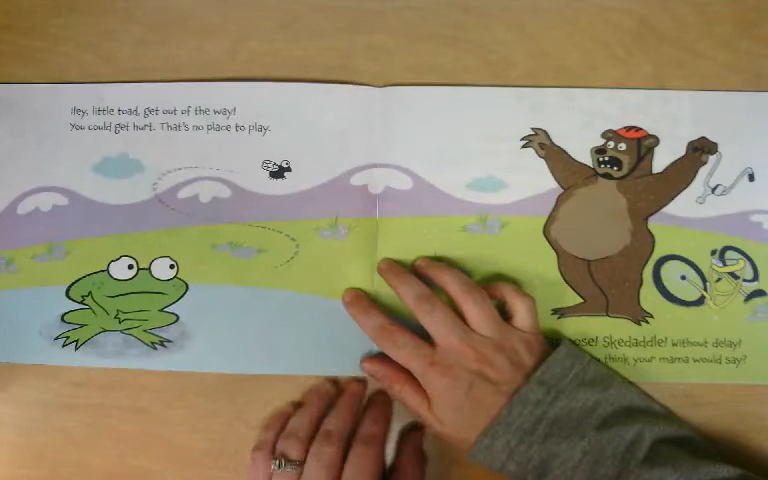 Hey, little toad, get out of the way!
You could get hurt. That's no place to play.
Skedaddle! Without delay!
think your mama would say?